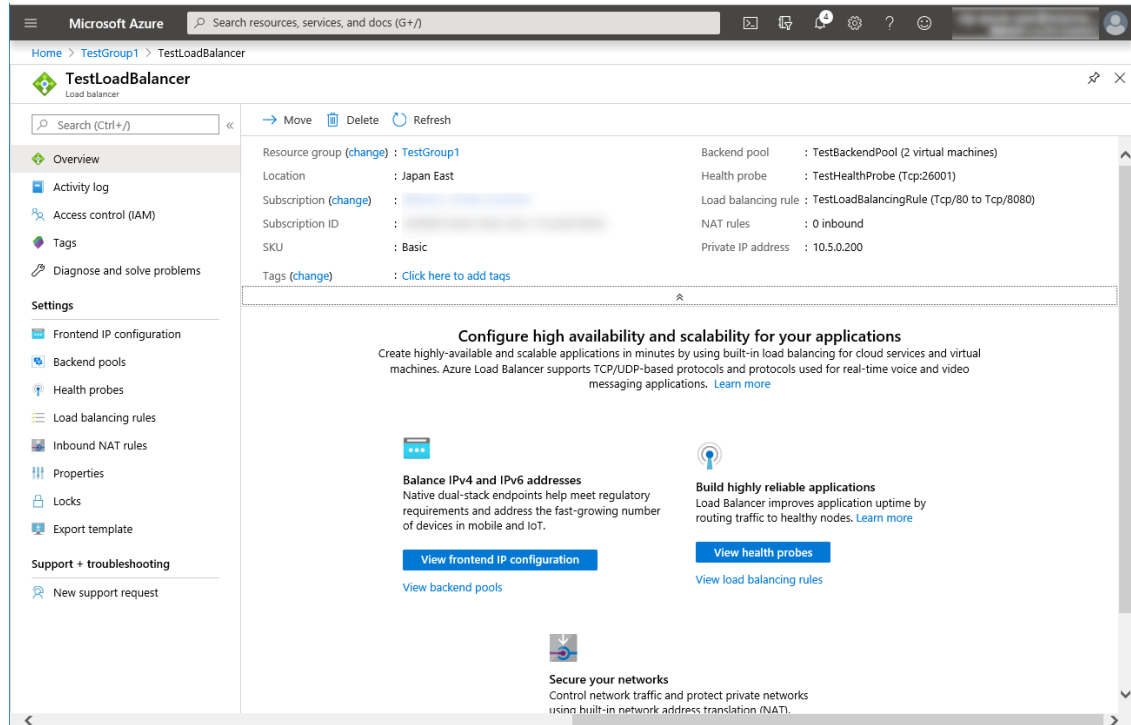 Microsoft Azure
Search resources, services, and docs (G+/)
4
Home > TestGroup1 > TestLoadBalancer
TestLoadBalancer
Load balancer
Search (Ctrl+/)
Overview
Activity log
Access control (IAM)
Tags
Diagnose and solve problems
Settings
Frontend IP configuration
Backend pools
Health probes
Load balancing rules
Inbound NAT rules
Properties
Locks
Export template
Support + troubleshooting
New support request
Move Delete Refresh
Resource group (change) : TestGroup1
Location : Japan East
Subscription (change) :
Subscription ID :
SKU : Basic
Tags (change) : Click here to add tags
Backend pool : TestBackendPool (2 virtual machines)
Health probe : TestHealthProbe (Tcp:26001)
Load balancing rule : TestLoadBalancingRule (Tcp/80 to Tcp/8080)
NAT rules : 0 inbound
Private IP address : 10.5.0.200
Configure high availability and scalability for your applications
Create highly-available and scalable applications in minutes by using built-in load balancing for cloud services and virtual
machines. Azure Load Balancer supports TCP/UDP-based protocols and protocols used for real-time voice and video
messaging applications. Learn more
Balance IPv4 and IPv6 addresses
Native dual-stack endpoints help meet regulatory
requirements and address the fast-growing number
of devices in mobile and IoT.
View frontend IP configuration
View backend pools
Build highly reliable applications
Load Balancer improves application uptime by
routing traffic to healthy nodes. Learn more
View health probes
View load balancing rules
Secure your networks
Control network traffic and protect private networks
using built-in network address translation (NAT).